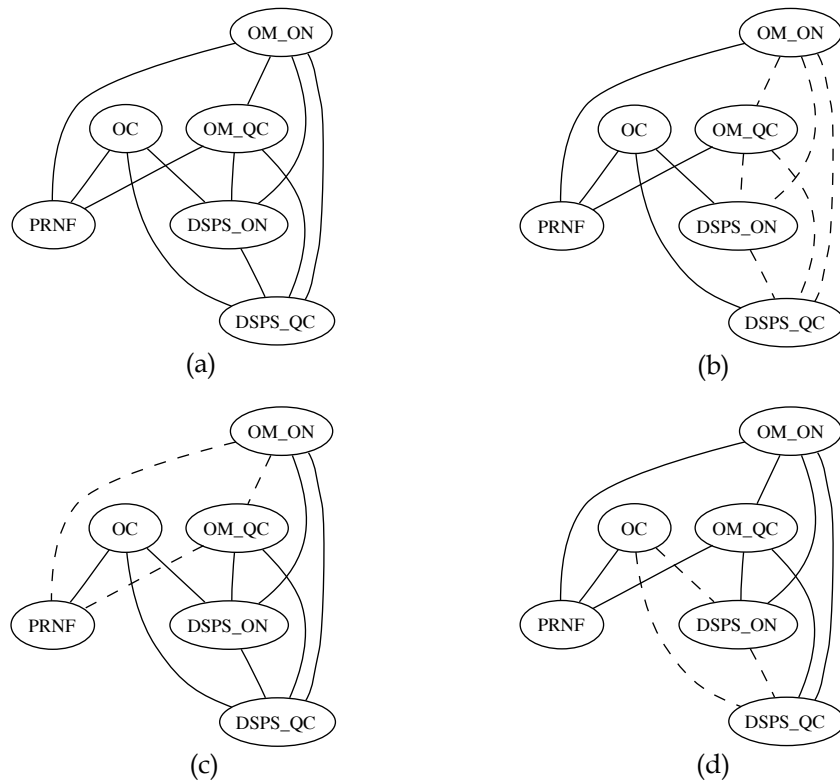 OM_ON
OC
OM_QC
PRNF
DSPS_ON
DSPS_QC
(a)
OM_ON
OC
OM_QC
PRNF
DSPS_ON
DSPS_QC
(b)
OM_ON
OC
OM_QC
PRNF
DSPS_ON
DSPS_QC
(c)
OM_ON
OC
OM_QC
PRNF
DSPS_ON
DSPS_QC
(d)